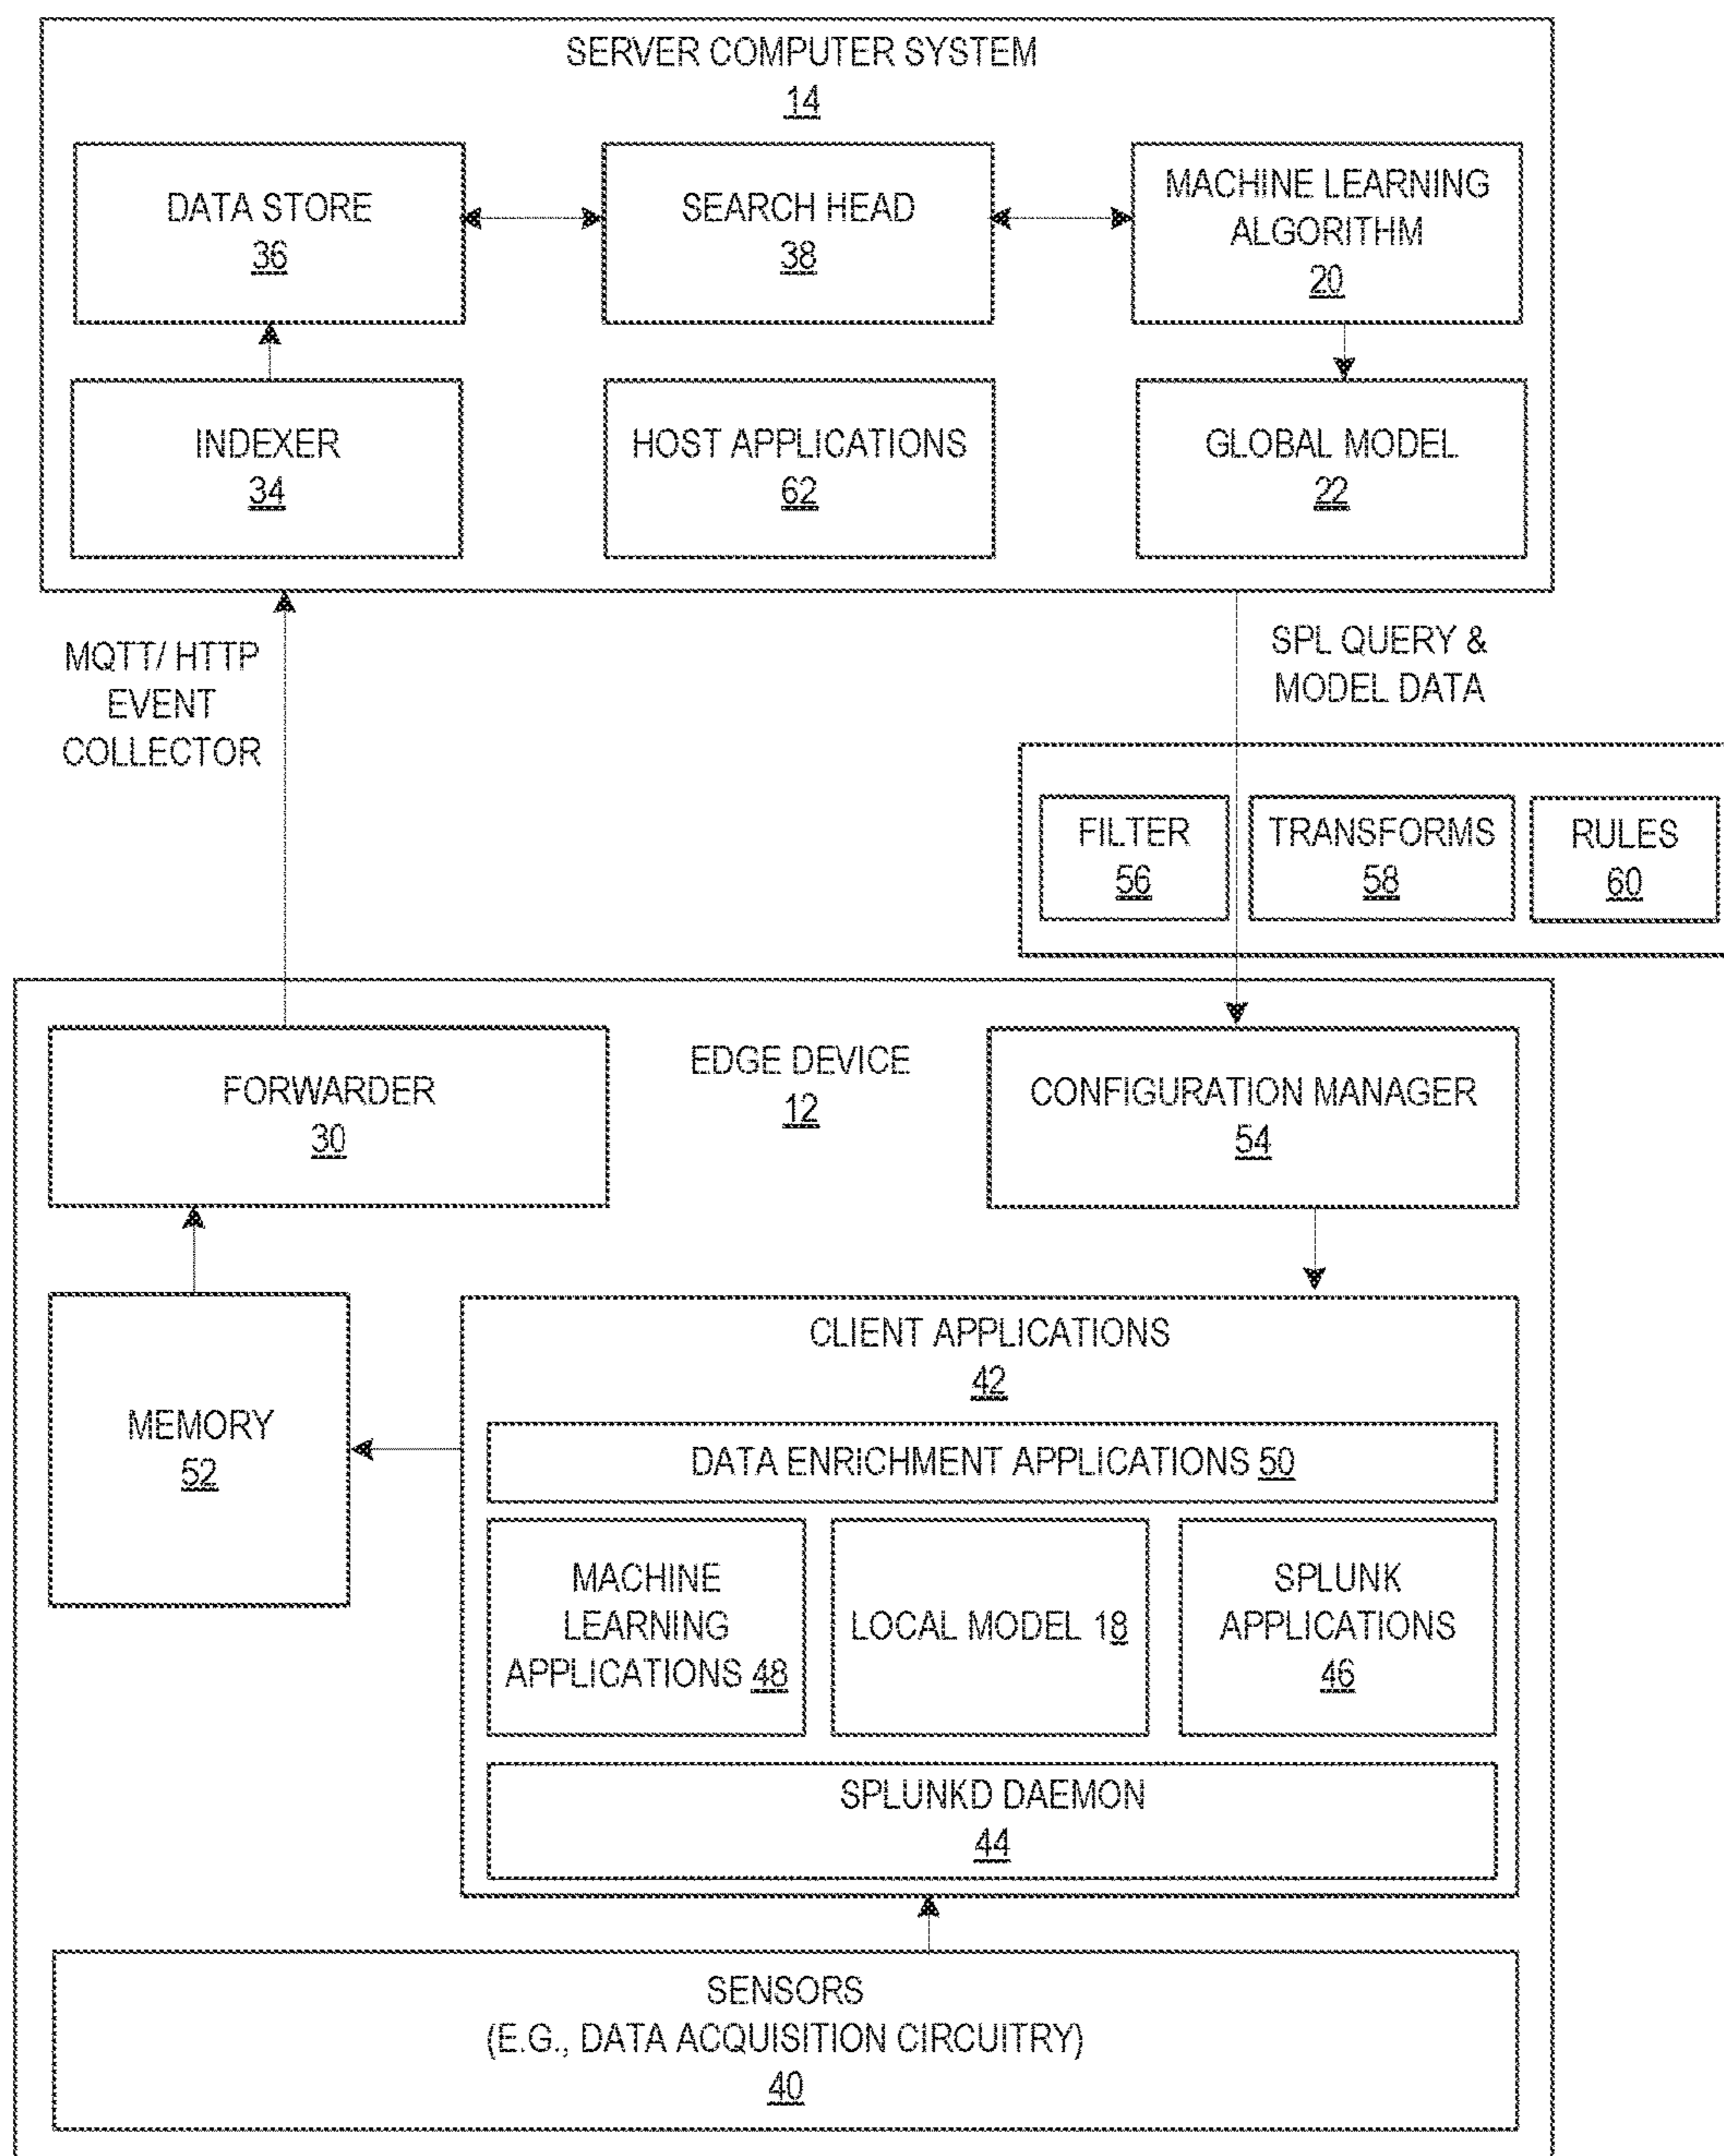 SERVER COMPUTER SYSTEM
14
DATA STORE
36
SEARCH HEAD
38
MACHINE LEARNING
ALGORITHM
20
INDEXER
34
HOST APPLICATIONS
62
GLOBAL MODEL
22
MQTT/ HTTP
EVENT
COLLECTOR
SPL QUERY &
MODEL DATA
FILTER
56
TRANSFORMS
58
RULES
60
FORWARDER
30
EDGE DEVICE
12
CONFIGURATION MANAGER
54
MEMORY
52
CLIENT APPLICATIONS
42
DATA ENRICHMENT APPLICATIONS 50
MACHINE
LEARNING
APPLICATIONS 48
LOCAL MODEL 18
SPLUNK
APPLICATIONS
46
SPLUNKD DAEMON
44
SENSORS
(E.G., DATA ACQUISITION CIRCUITRY)
40